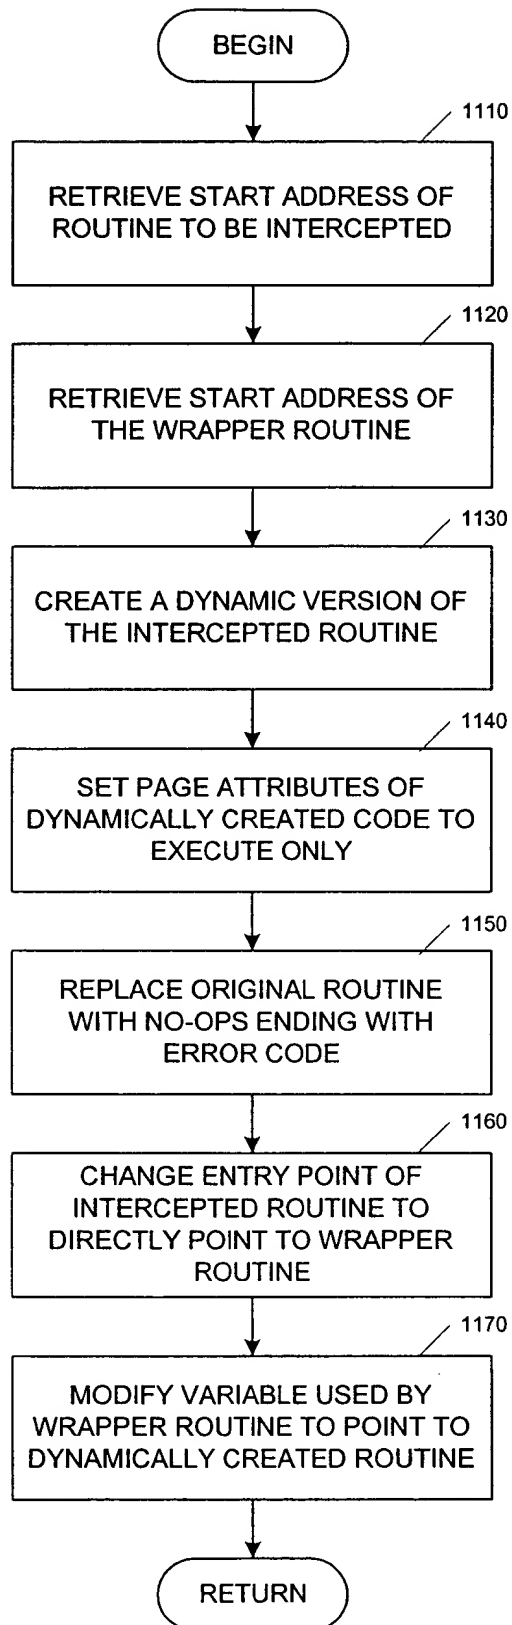 BEGIN
1110
RETRIEVE START ADDRESS OF
ROUTINE TO BE INTERCEPTED
1120
RETRIEVE START ADDRESS OF
THE WRAPPER ROUTINE
1130
CREATE A DYNAMIC VERSION OF
THE INTERCEPTED ROUTINE
1140
SET PAGE ATTRIBUTES OF
DYNAMICALLY CREATED CODE TO
EXECUTE ONLY
1150
REPLACE ORIGINAL ROUTINE
WITH NO-OPS ENDING WITH
ERROR CODE
1160
CHANGE ENTRY POINT OF
INTERCEPTED ROUTINE TO
DIRECTLY POINT TO WRAPPER
ROUTINE
1170
MODIFY VARIABLE USED BY
WRAPPER ROUTINE TO POINT TO
DYNAMICALLY CREATED ROUTINE
RETURN